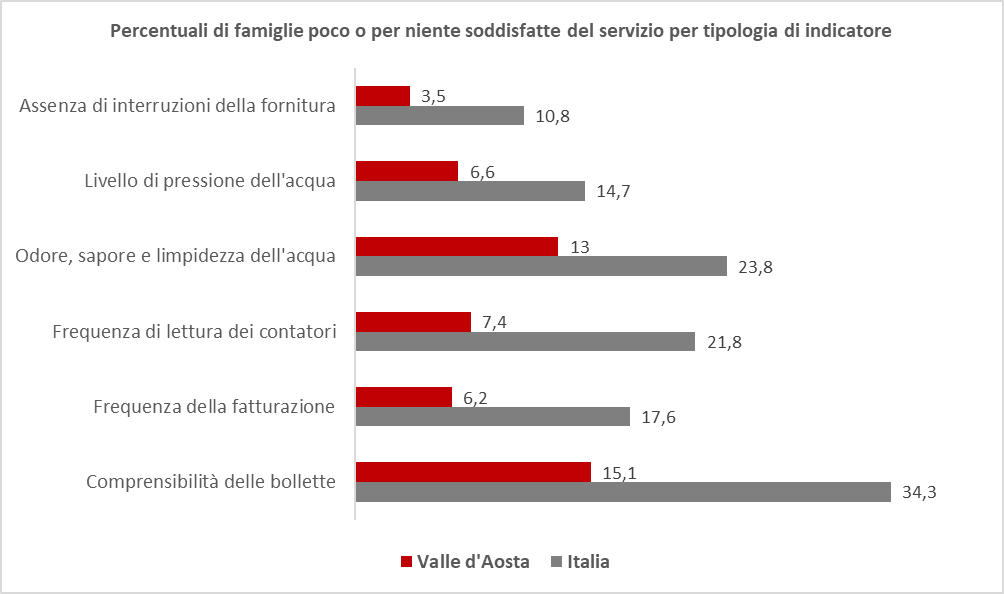 Percentuali di famiglie poco o per niente soddisfatte del servizio per tipologia di indicatore
Assenza di interruzioni della fornitura
3,5
10,8
Livello di pressione dell'acqua
6,6
14,7
Odore, sapore e limpidezza dell'acqua
13
23,8
Frequenza di lettura dei contatori
7,4
21,8
Frequenza della fatturazione
6,2
17,6
Comprensibilità delle bollette
15,1
34,3
Valle d'Aosta
Italia